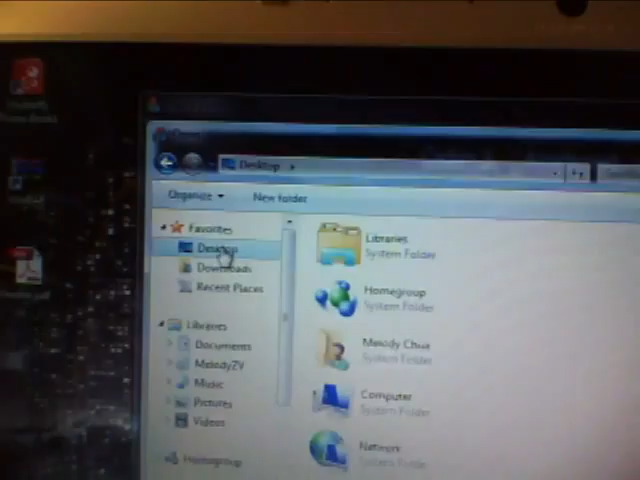 Desktop
Organize
New folder
Favorites
Desktop
Downloads
Recent Places
Libraries
Documents
MelodyZV
Music
Pictures
Videos
Homegroup
Libraries
System Folder
Homegroup
System Folder
Melody Chua
System Folder
Computer
System Folder
Network
System Folder